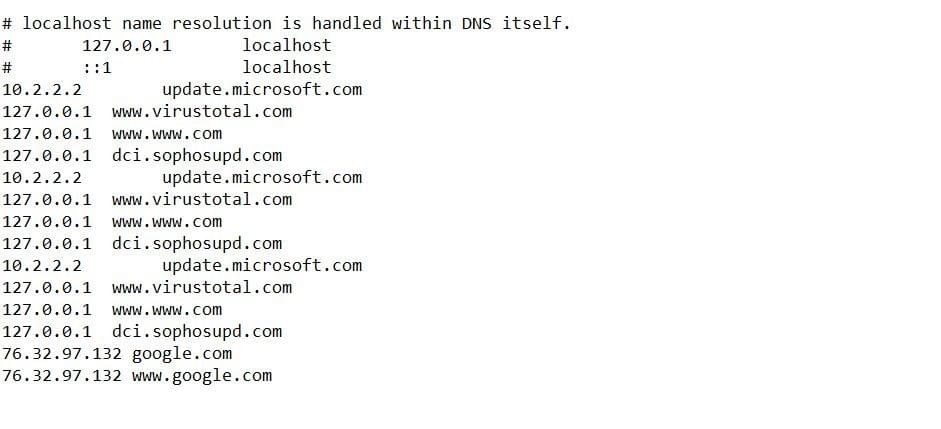 # localhost name resolution is handled within DNS itself.
#	127.0.0.1	localhost
#	::1	localhost
10.2.2.2	update.microsoft.com
127.0.0.1  www.virustotal.com
127.0.0.1  www.www.com
127.0.0.1  dci.sophosupd.com
10.2.2.2	update.microsoft.com
127.0.0.1  www.virustotal.com
127.0.0.1  www.www.com
127.0.0.1  dci.sophosupd.com
10.2.2.2	update.microsoft.com
127.0.0.1  www.virustotal.com
127.0.0.1  www.www.com
127.0.0.1  dci.sophosupd.com
76.32.97.132 google.com
76.32.97.132 www.google.com